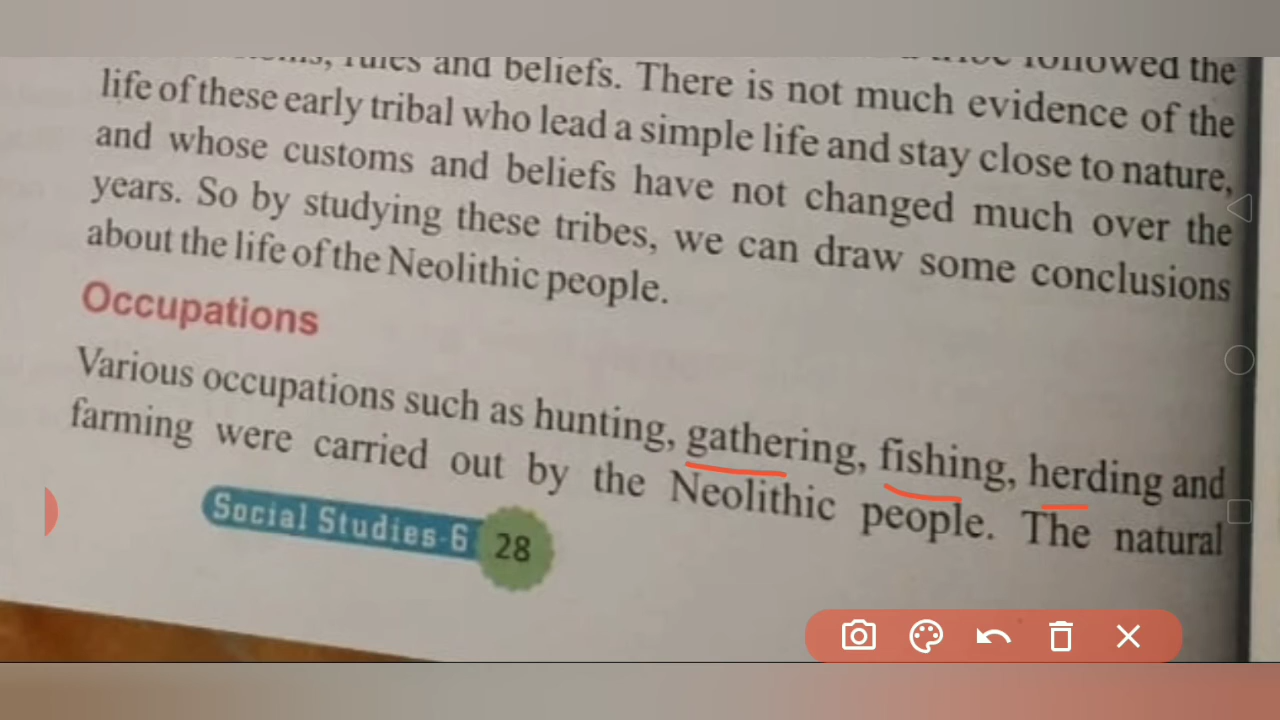 rules and beliefs. There is not much evidence of the
life of these early tribal who lead a simple life and stay close to nature,
and whose customs and beliefs have not changed much over the
years. So by studying these tribes, we can draw some conclusions
about the life of the Neolithic people.
Occupations
Various occupations such as hunting, gathering, fishing, herding and
farming were carried out by the Neolithic people. The natural
Social Studies-6 28